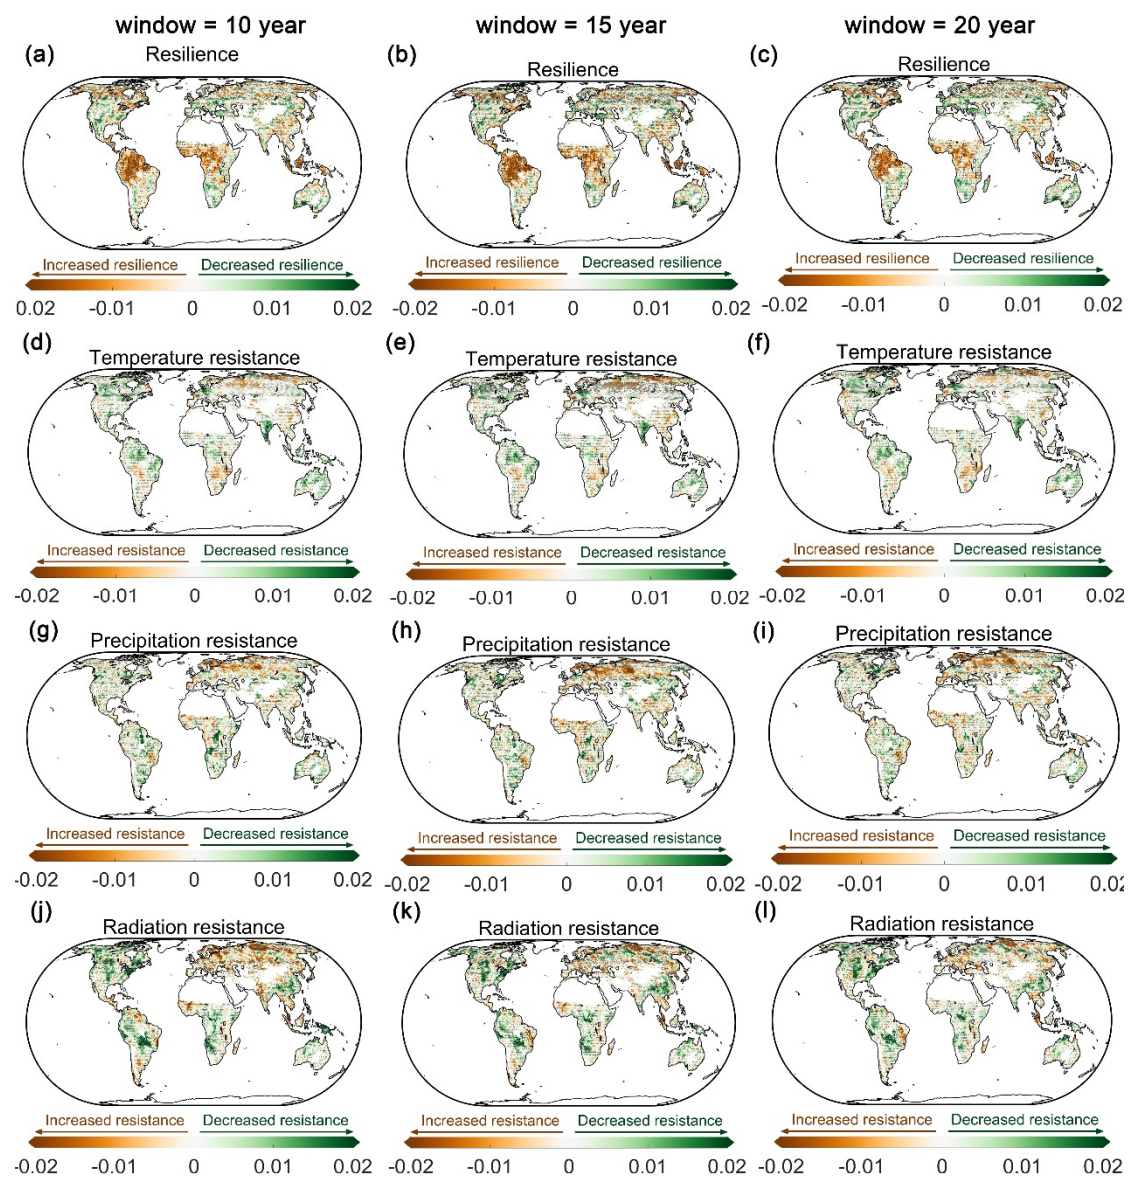 window = 10 year window = 15 year window = 20 year
(a) Resilience (b) Resilience (c) Resilience
Increased resilience Decreased resilience Increased resilience Decreased resilience Increased resilience Decreased resilience
0.02 -0.01 0 0.01 0.02 -0.02 -0.01 0 0.01 0.02 -0.02 -0.01 0 0.01 0.02
(d) Temperature resistance (e) Temperature resistance (f) Temperature resistance
Increased resistance Decreased resistance Increased resistance Decreased resistance Increased resistance Decreased resistance
-0.02 -0.01 0 0.01 0.02 -0.02 -0.01 0 0.01 0.02 -0.02 -0.01 0 0.01 0.02
(g) Precipitation resistance (h) Precipitation resistance (i) Precipitation resistance
Increased resistance Decreased resistance Increased resistance Decreased resistance Increased resistance Decreased resistance
-0.02 -0.01 0 0.01 0.02 -0.02 -0.01 0 0.01 0.02 -0.02 -0.01 0 0.01 0.02
(j) Radiation resistance (k) Radiation resistance (l) Radiation resistance
Increased resistance Decreased resistance Increased resistance Decreased resistance Increased resistance Decreased resistance
-0.02 -0.01 0 0.01 0.02 -0.02 -0.01 0 0.01 0.02 -0.02 -0.01 0 0.01 0.02